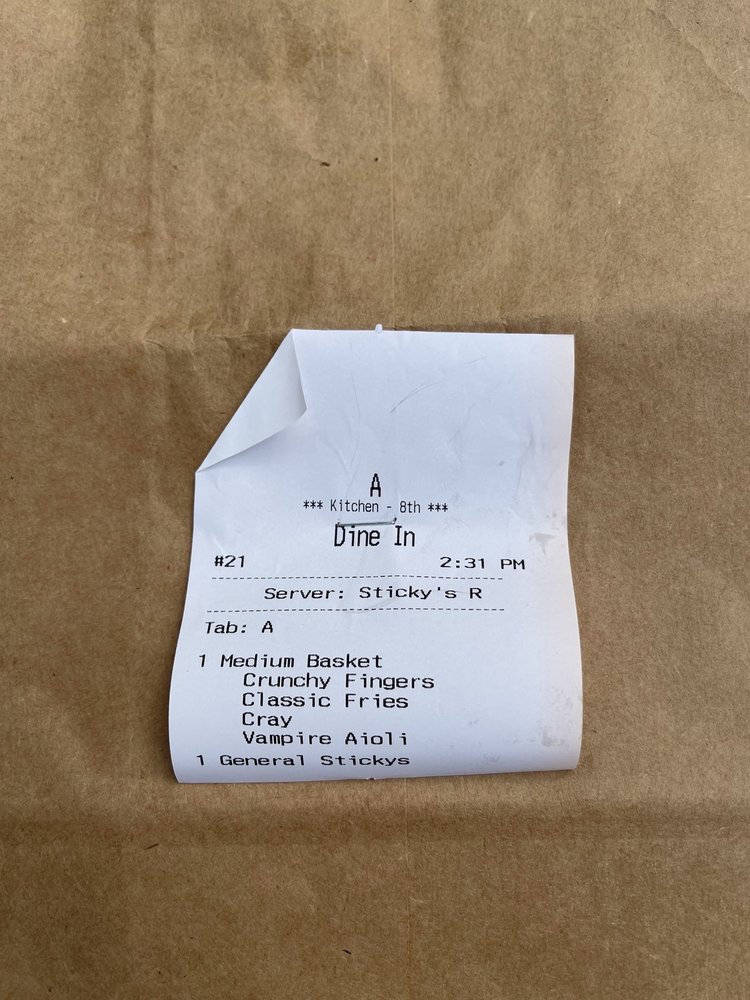 A
*** Kitchen - 8th ***
Dine In
#21 2:31 PM
Server: Sticky's R
Tab: A
1 Medium Basket
Crunchy Fingers
Classic Fries
Cray
Vampire Aioli
1 General Stickys